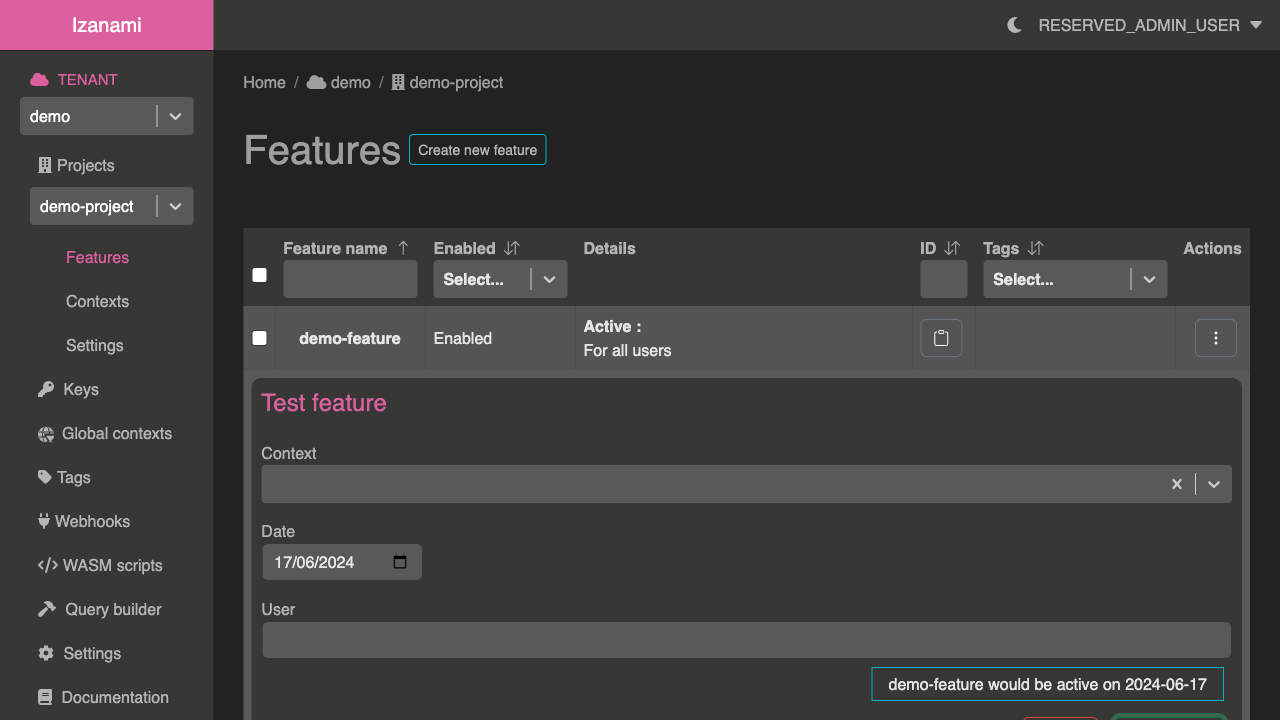 Izanami
RESERVED_ADMIN_USER
TENANT
demo
Projects
demo-project
Features
Contexts
Settings
Keys
Global contexts
Tags
Webhooks
WASM scripts
Query builder
Settings
Documentation
Home / demo / demo-project
Features Create new feature
Feature name Enabled Details ID Tags Actions
Select... Select...
demo-feature Enabled Active :
For all users
Test feature
Context
Date
17/06/2024
User
demo-feature would be active on 2024-06-17